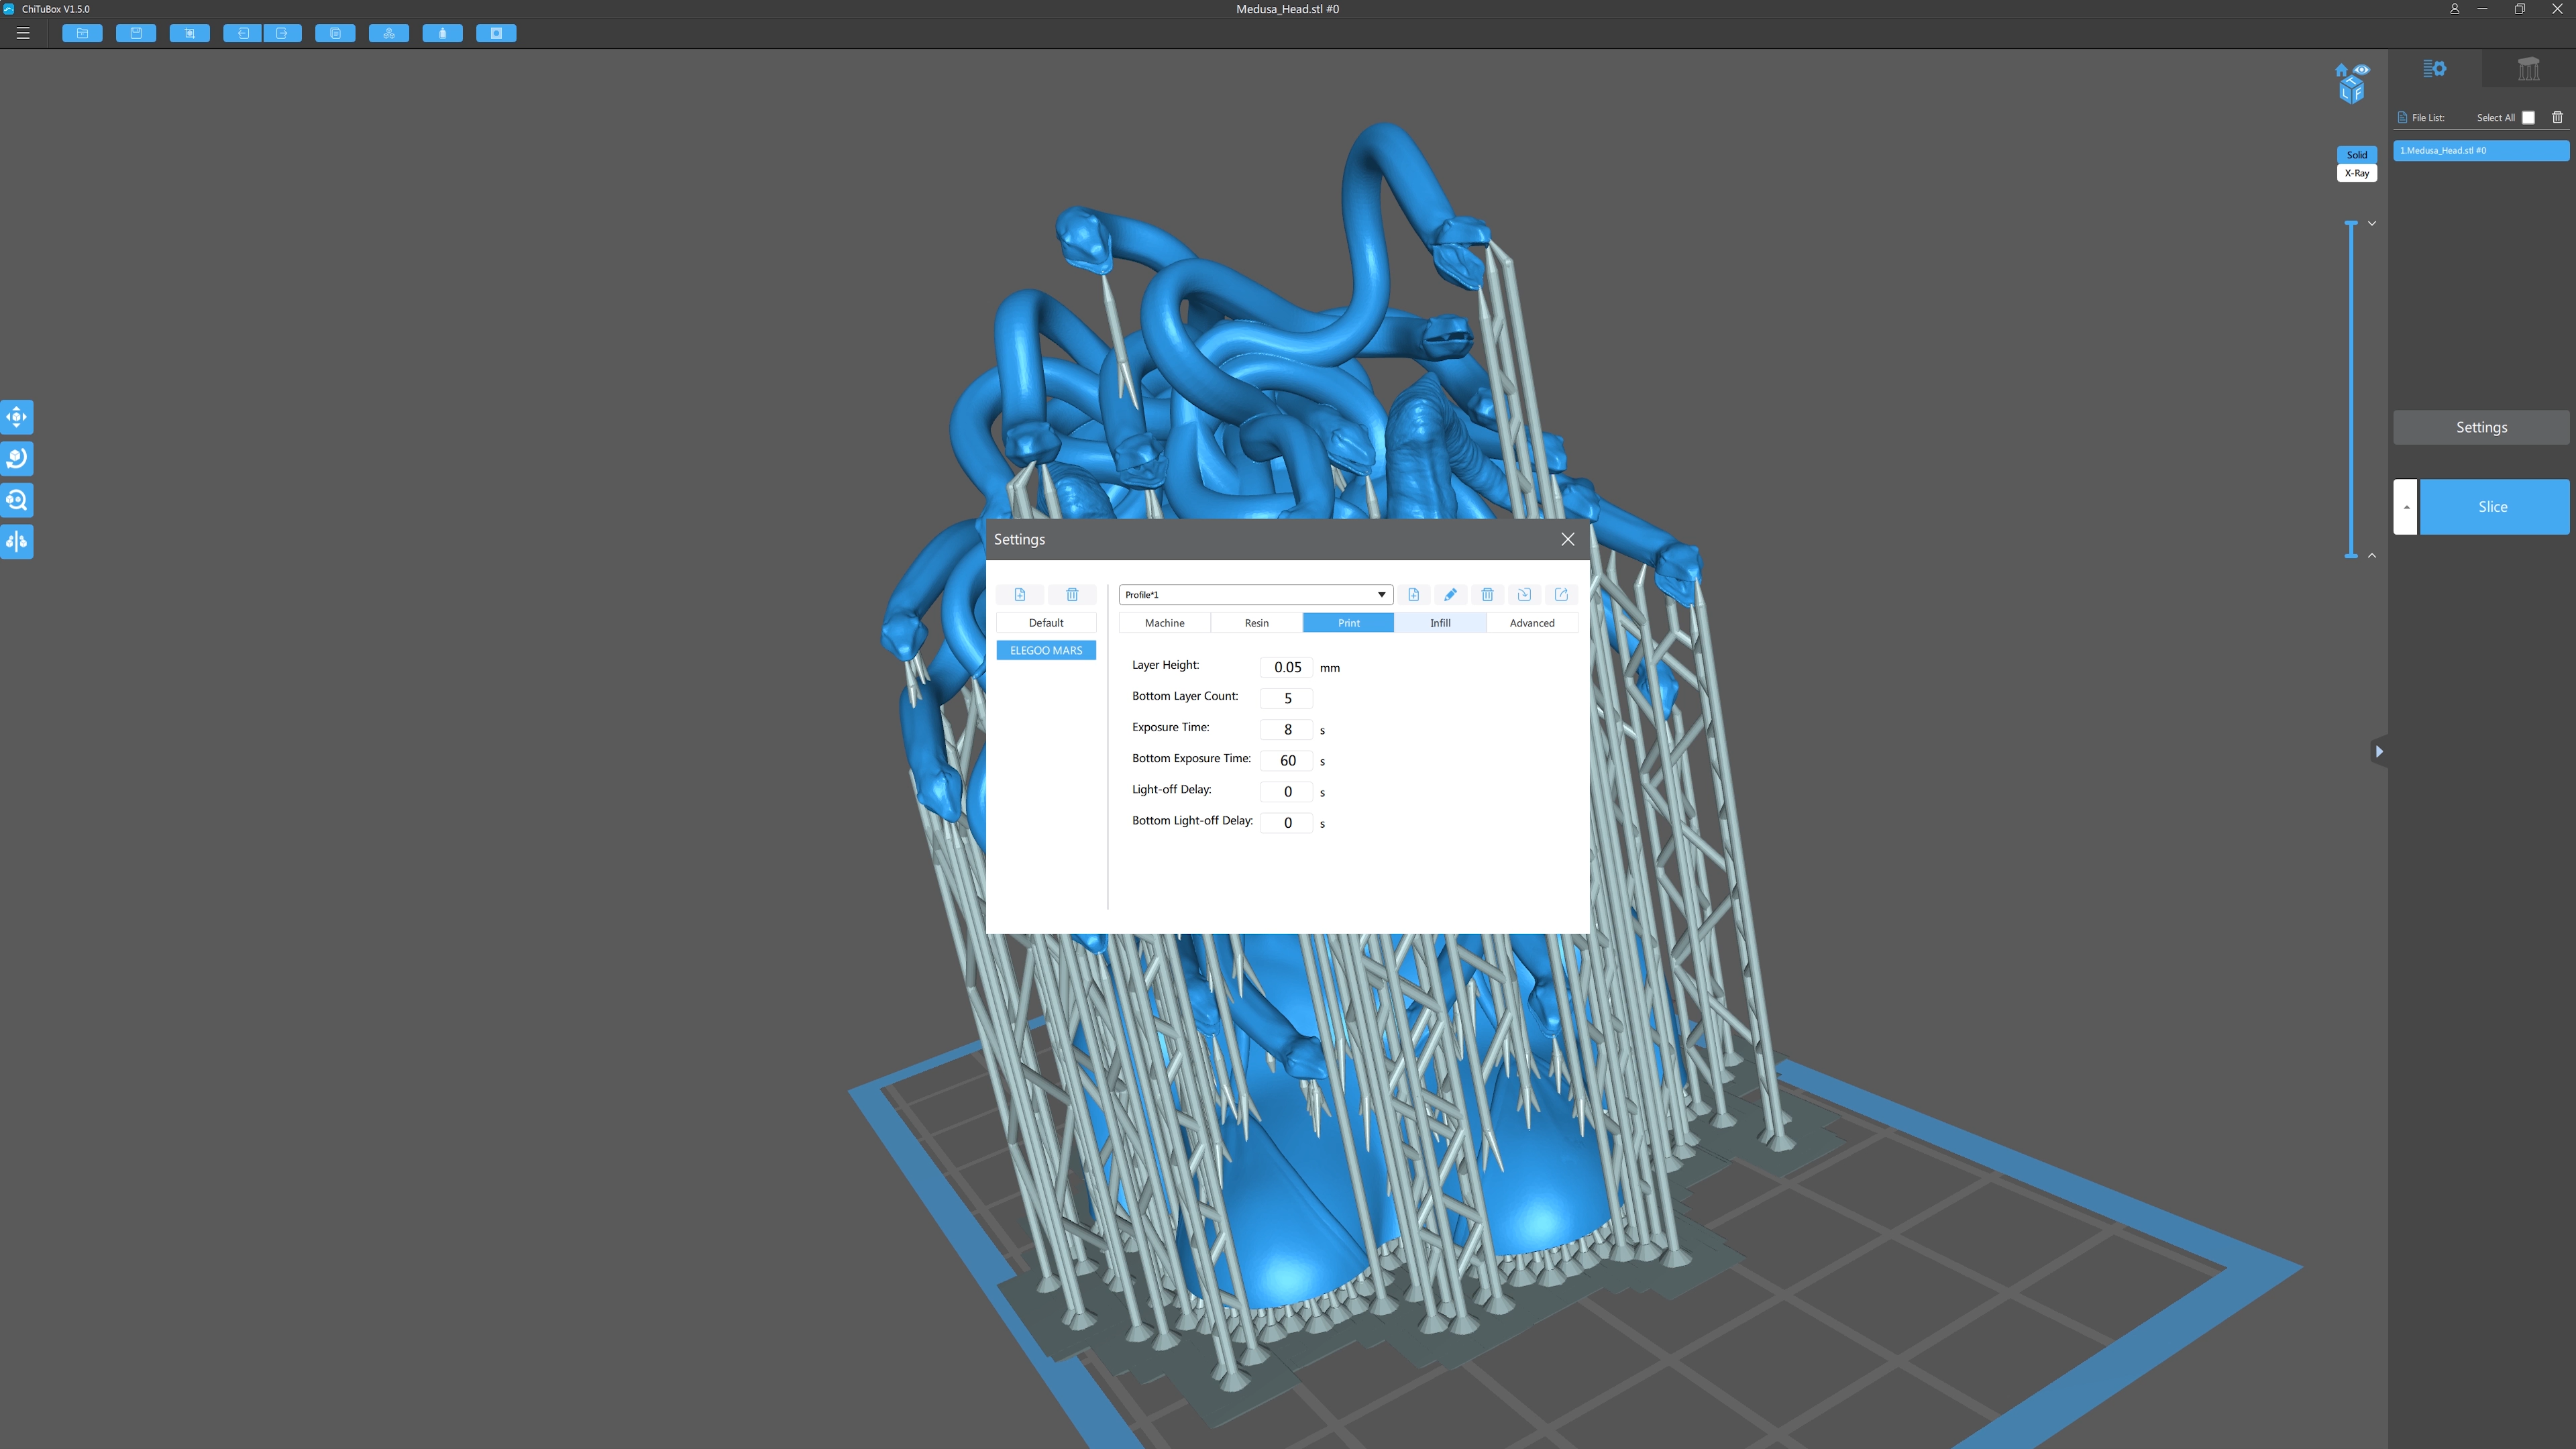 ChiTuBox V1.5.0
Medusa_Head.stl #0
File List:
Select All
1.Medusa_Head.stl #0
Solid
X-Ray
L T F
Settings
Slice
Settings
Profile*1
Default
Machine
Resin
Print
Infill
Advanced
ELEGOO MARS
Layer Height: 0.05 mm
Bottom Layer Count: 5
Exposure Time: 8 s
Bottom Exposure Time: 60 s
Light-off Delay: 0 s
Bottom Light-off Delay: 0 s